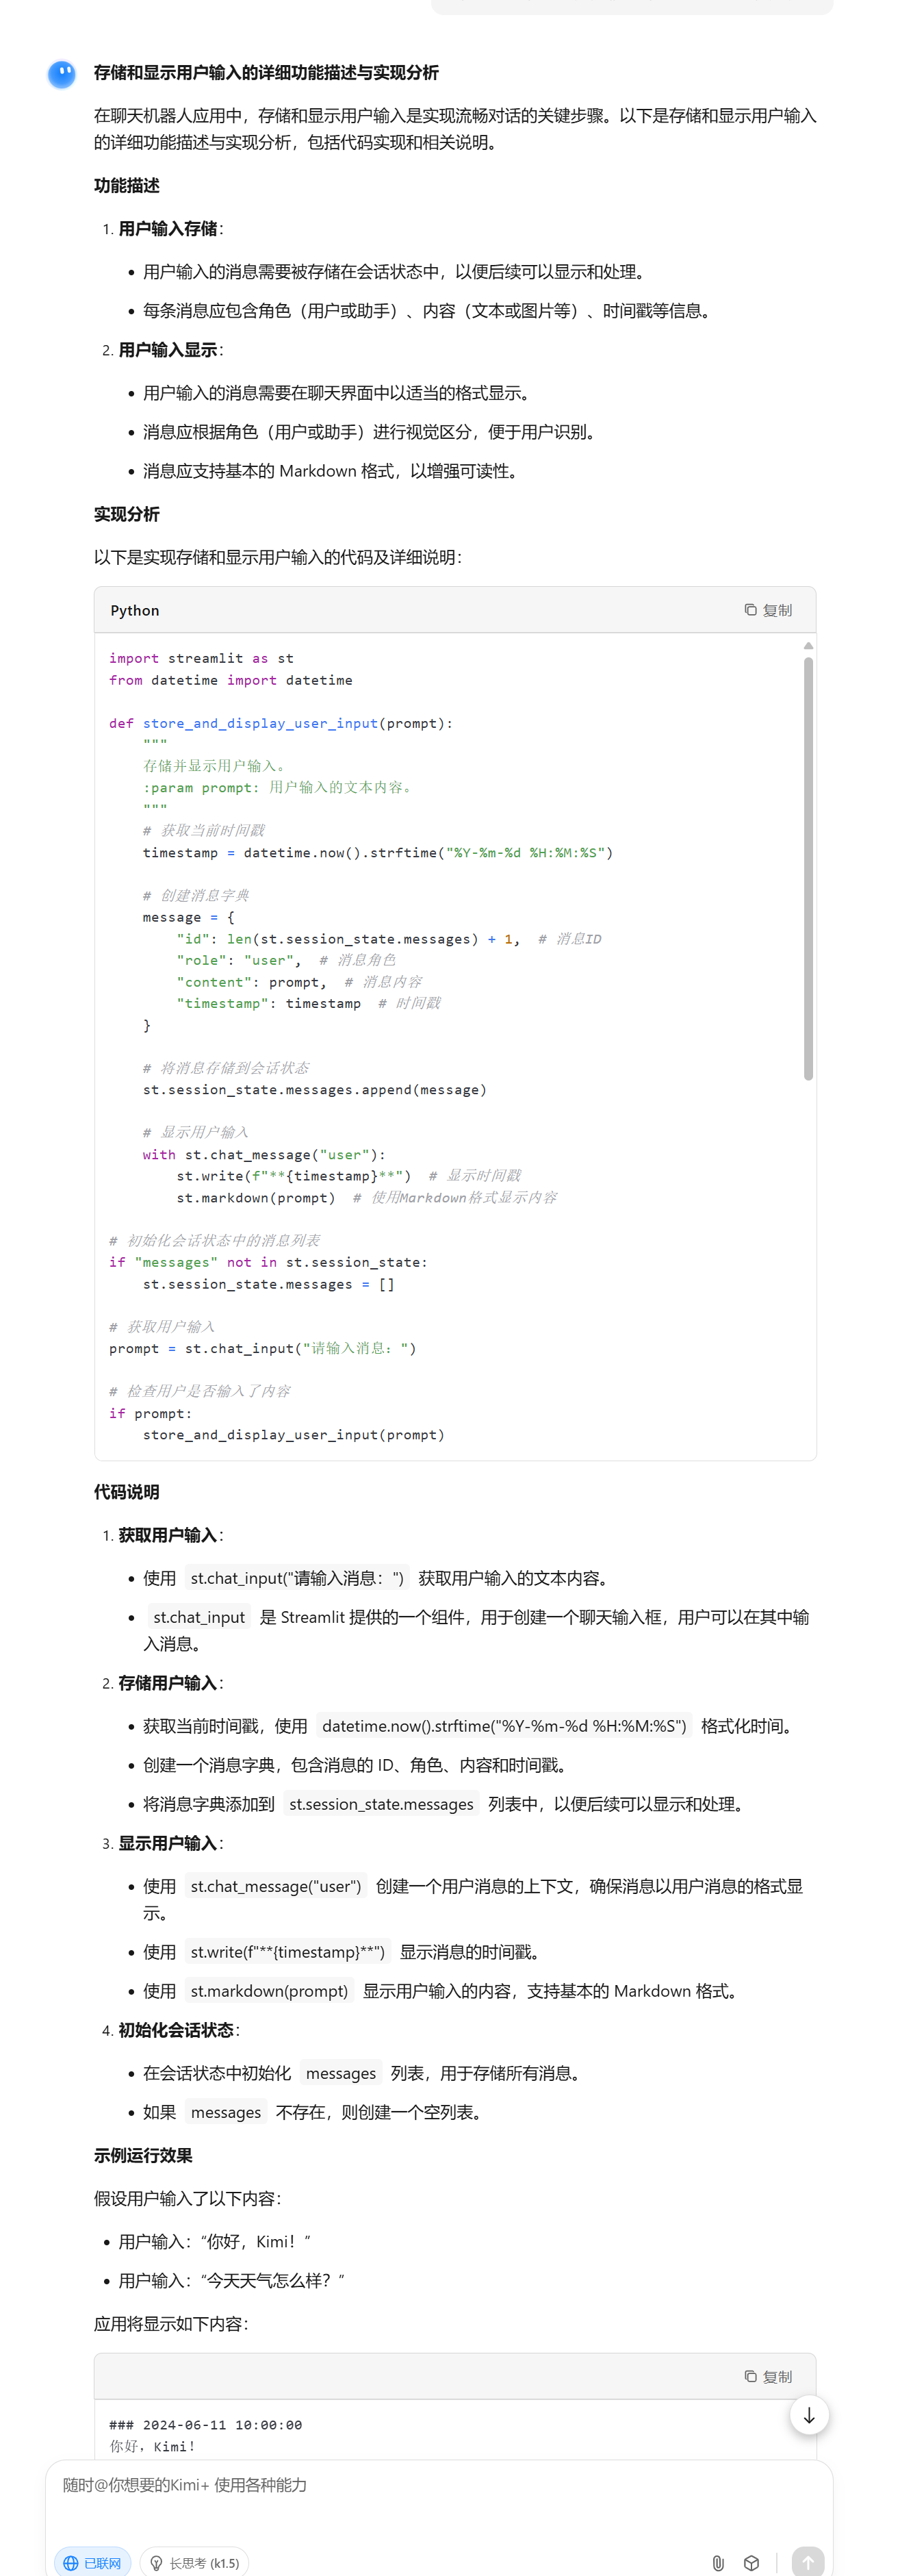 存储和显示用户输入的详细功能描述与实现分析
在聊天机器人应用中，存储和显示用户输入是实现流畅对话的关键步骤。以下是存储和显示用户输入
的详细功能描述与实现分析，包括代码实现和相关说明。
功能描述
1. 用户输入存储：
• 用户输入的消息需要被存储在会话状态中，以便后续可以显示和处理。
• 每条消息应包含角色（用户或助手）、内容（文本或图片等）、时间戳等信息。
2. 用户输入显示：
• 用户输入的消息需要在聊天界面中以适当的格式显示。
• 消息应根据角色（用户或助手）进行视觉区分，便于用户识别。
• 消息应支持基本的 Markdown 格式，以增强可读性。
实现分析
以下是实现存储和显示用户输入的代码及详细说明：
Python 复制
import streamlit as st
from datetime import datetime
def store_and_display_user_input(prompt):
    """
    存储并显示用户输入。
    :param prompt: 用户输入的文本内容。
    """
    # 获取当前时间戳
    timestamp = datetime.now().strftime("%Y-%m-%d %H:%M:%S")
    # 创建消息字典
    message = {
        "id": len(st.session_state.messages) + 1,  # 消息ID
        "role": "user",  # 消息角色
        "content": prompt,  # 消息内容
        "timestamp": timestamp  # 时间戳
    }
    # 将消息存储到会话状态
    st.session_state.messages.append(message)
    # 显示用户输入
    with st.chat_message("user"):
        st.write(f"**{timestamp}**")  # 显示时间戳
        st.markdown(prompt)  # 使用Markdown格式显示内容
# 初始化会话状态中的消息列表
if "messages" not in st.session_state:
    st.session_state.messages = []
# 获取用户输入
prompt = st.chat_input("请输入消息：")
# 检查用户是否输入了内容
if prompt:
    store_and_display_user_input(prompt)
代码说明
1. 获取用户输入：
• 使用 st.chat_input("请输入消息：") 获取用户输入的文本内容。
• st.chat_input 是 Streamlit 提供的一个组件，用于创建一个聊天输入框，用户可以在其中输
入消息。
2. 存储用户输入：
• 获取当前时间戳，使用 datetime.now().strftime("%Y-%m-%d %H:%M:%S") 格式化时间。
• 创建一个消息字典，包含消息的 ID、角色、内容和时间戳。
• 将消息字典添加到 st.session_state.messages 列表中，以便后续可以显示和处理。
3. 显示用户输入：
• 使用 st.chat_message("user") 创建一个用户消息的上下文，确保消息以用户消息的格式显
示。
• 使用 st.write(f"**{timestamp}**") 显示消息的时间戳。
• 使用 st.markdown(prompt) 显示用户输入的内容，支持基本的 Markdown 格式。
4. 初始化会话状态：
• 在会话状态中初始化 messages 列表，用于存储所有消息。
• 如果 messages 不存在，则创建一个空列表。
示例运行效果
假设用户输入了以下内容：
• 用户输入：“你好，Kimi！”
• 用户输入：“今天天气怎么样？”
应用将显示如下内容：
复制
### 2024-06-11 10:00:00
你好，Kimi！
随时@你想要的Kimi+ 使用各种能力
已联网 长思考 (k1.5)